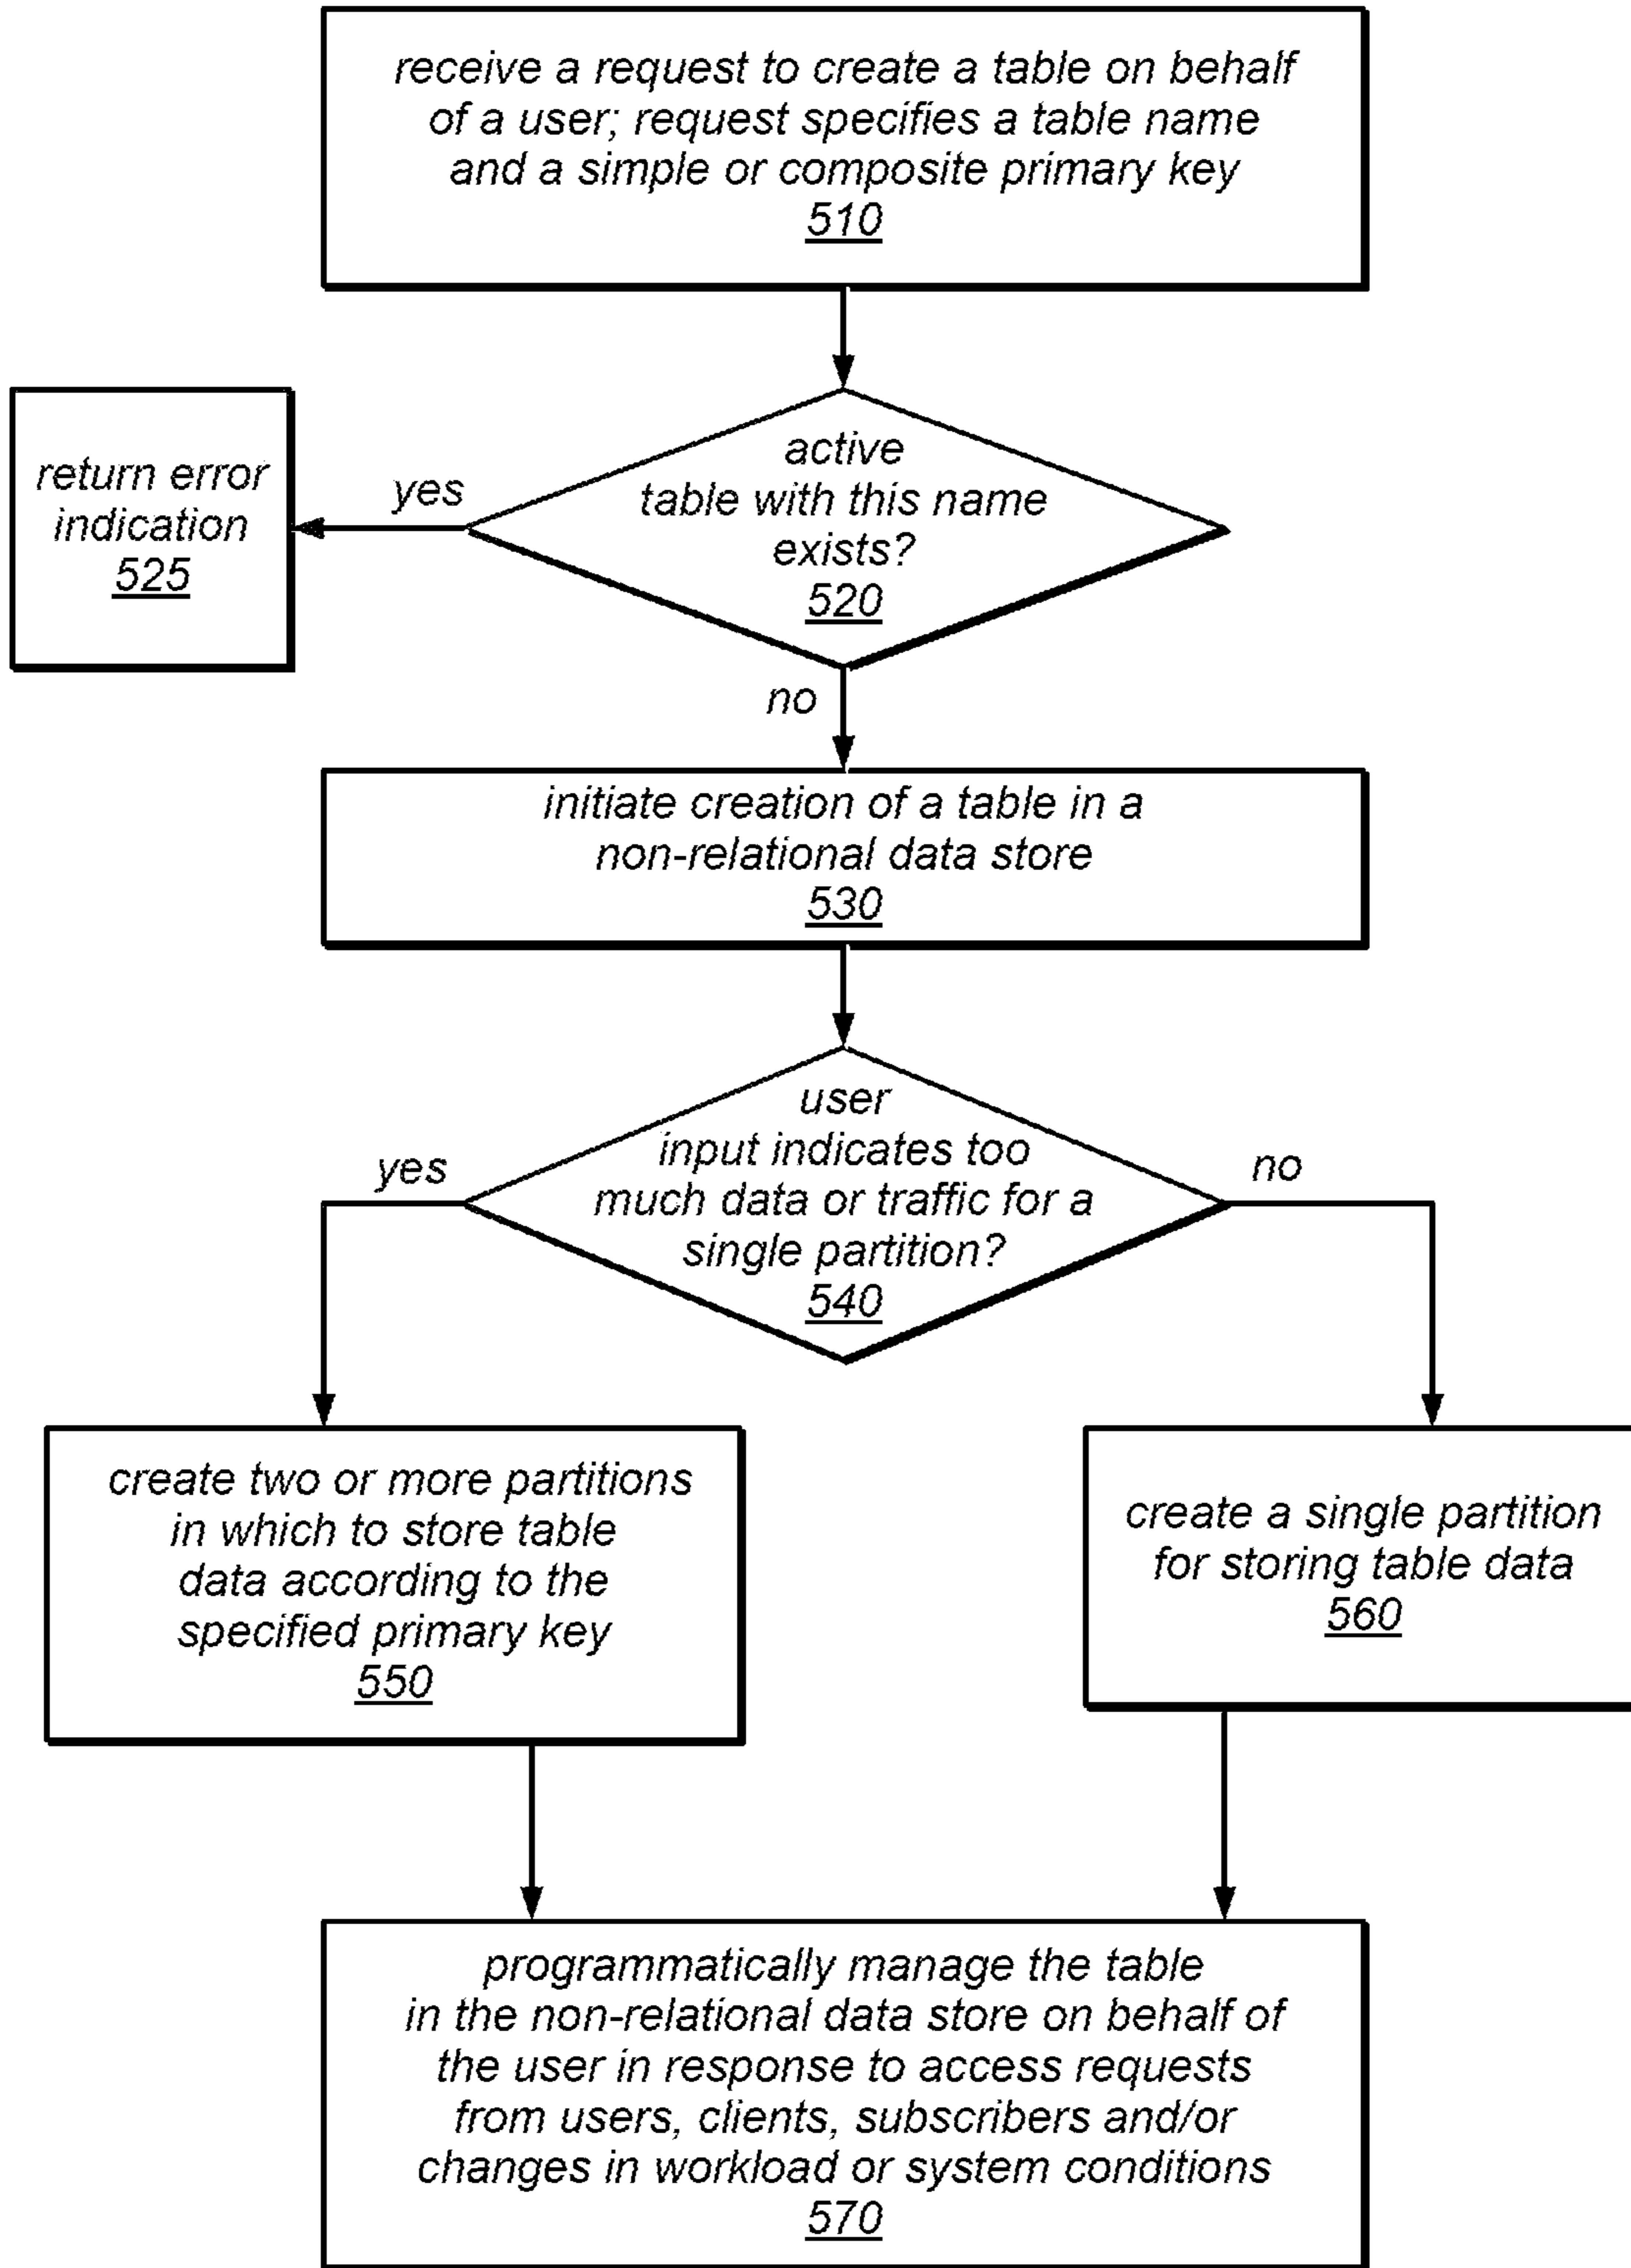 receive a request to create a table on behalf
of a user; request specifies a table name
and a simple or composite primary key
510
active
table with this name
exists?
520
yes
return error
indication
525
no
initiate creation of a table in a
non-relational data store
530
user
input indicates too
much data or traffic for a
single partition?
540
yes
no
create two or more partitions
in which to store table
data according to the
specified primary key
550
create a single partition
for storing table data
560
programmatically manage the table
in the non-relational data store on behalf of
the user in response to access requests
from users, clients, subscribers and/or
changes in workload or system conditions
570